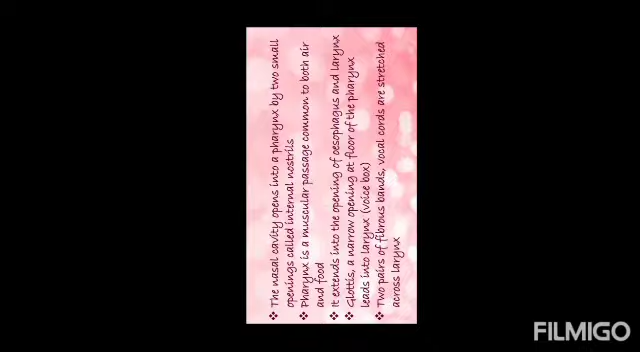 ❖ The nasal cavity opens into a pharynx by two small
openings called internal nostrils
❖ Pharynx is a muscular passage common to both air
and food
❖ It extends into the opening of oesophagus and larynx
❖ Glottis, a narrow opening at floor of the pharynx
leads into larynx (voice box)
❖ Two pairs of fibrous bands, vocal cords are stretched
across larynx
FILMIGO